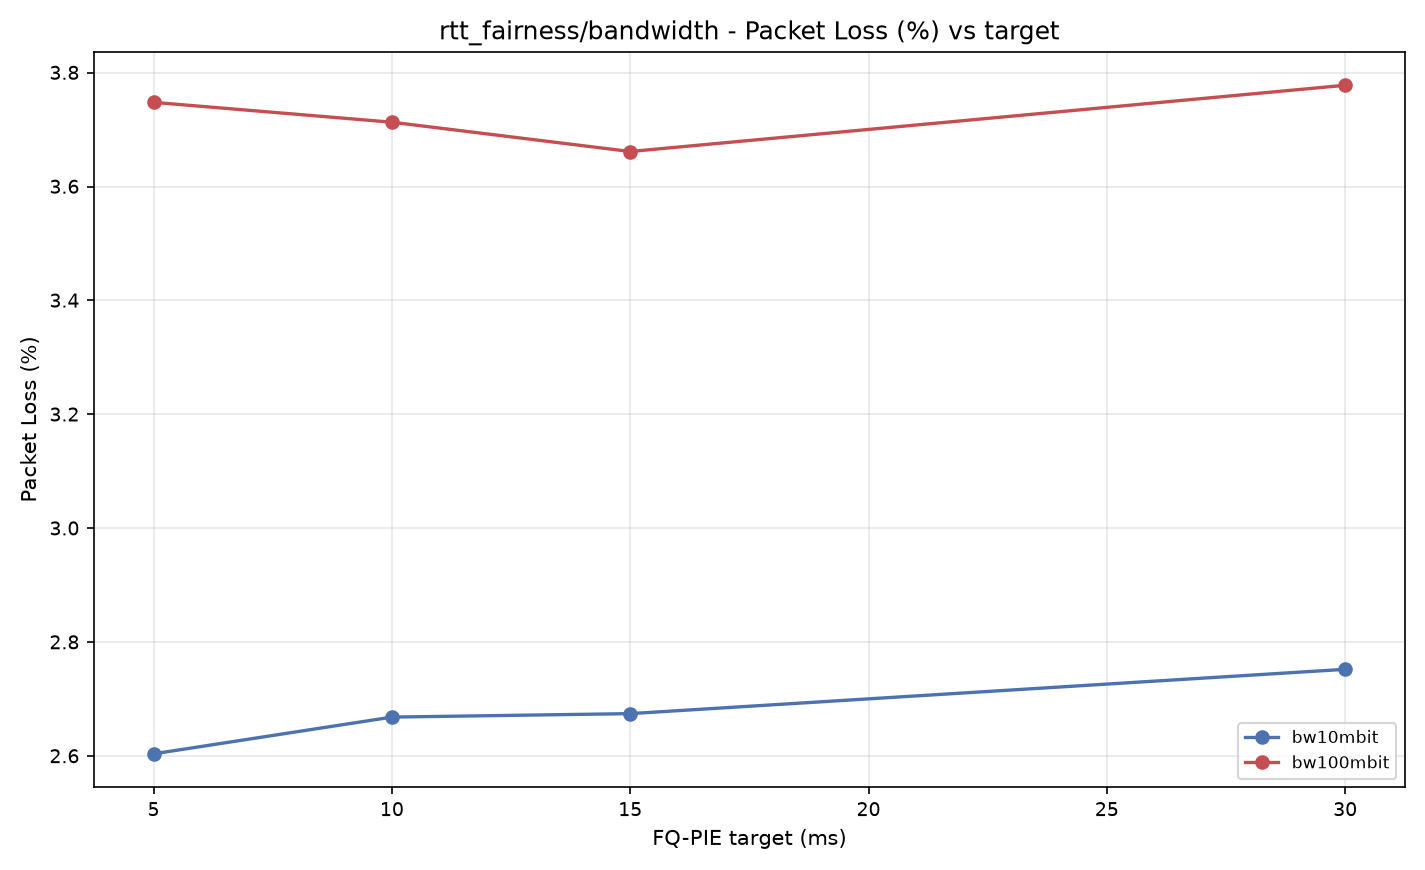 rtt_fairness/bandwidth - Packet Loss (%) vs target
Packet Loss (%)
3.8
3.6
3.4
3.2
3.0
2.8
2.6
5
10
15
20
25
30
FQ-PIE target (ms)
bw10mbit
bw100mbit